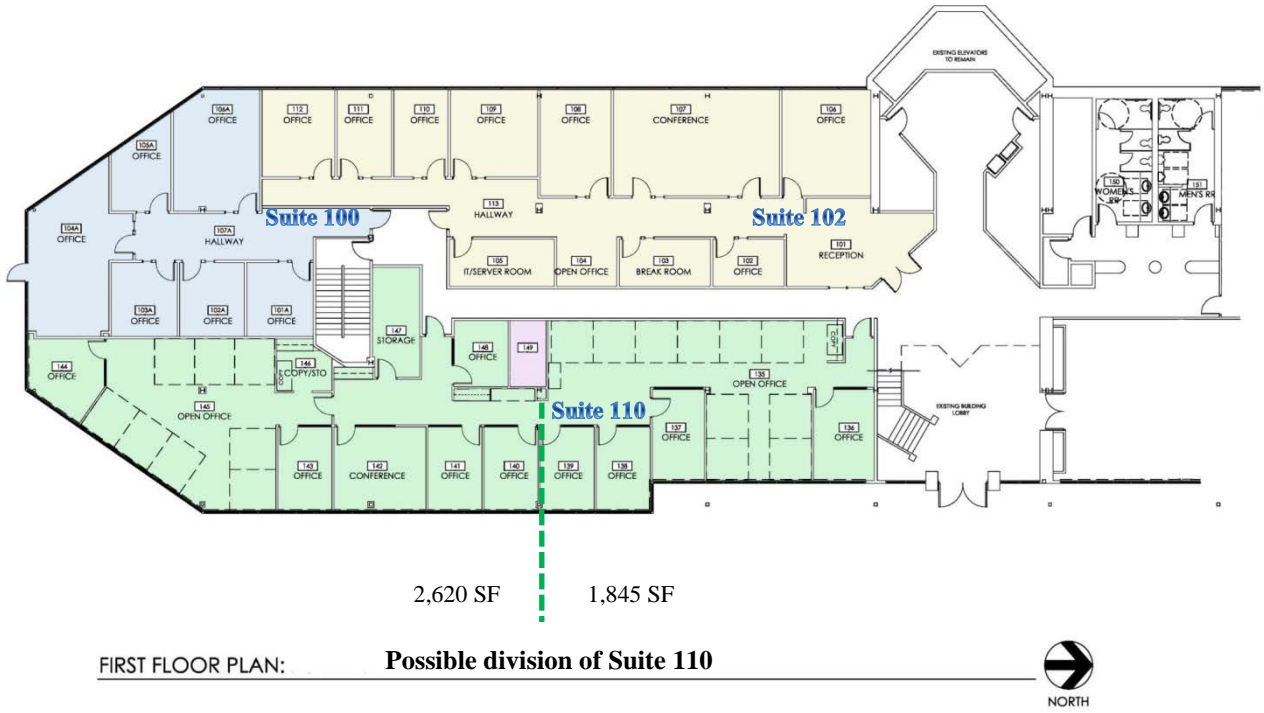 EXISTING ELEVATORS
TO REMAIN
106A
OFFICE
112
OFFICE
111
OFFICE
110
OFFICE
109
OFFICE
108
OFFICE
107
CONFERENCE
106
OFFICE
105A
OFFICE
150
WOMEN'S
RR
151
MEN'S RR
104A
OFFICE
107A
HALLWAY
Suite 100
113
HALLWAY
Suite 102
101
RECEPTION
105
IT/SERVER ROOM
104
OPEN OFFICE
103
BREAK ROOM
102
OFFICE
103A
OFFICE
102A
OFFICE
101A
OFFICE
147
STORAGE
148
OFFICE
149
COPY
144
OFFICE
146
COPY/STO
COPY
135
OPEN OFFICE
145
OPEN OFFICE
Suite 110
EXISTING BUILDING
LOBBY
137
OFFICE
136
OFFICE
143
OFFICE
142
CONFERENCE
141
OFFICE
140
OFFICE
139
OFFICE
138
OFFICE
2,620 SF
1,845 SF
FIRST FLOOR PLAN:
Possible division of Suite 110
NORTH